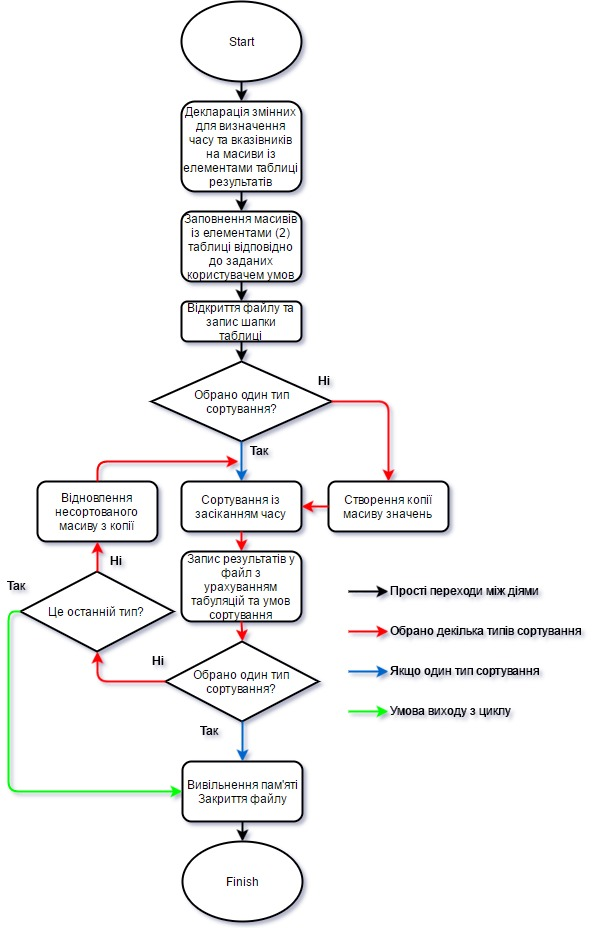 Start
Декларація змінних
для визначення
часу та вказівників
на масиви із
елементами таблиці
результатів
Заповнення масивів
із елементами (2)
таблиці відповідно
до заданих
користувачем умов
Відкриття файлу та
запис шапки
таблиці
Обрано один тип
сортування?
Ні
Так
Відновлення
несортованого
масиву з копії
Сортування із
засіканням часу
Створення копії
масиву значень
Ні
Запис результатів у
файл з
урахуванням
табуляцій та умов
сортування
Так
Це останній тип?
Прості переходи між діями
Обрано декілька типів сортування
Якщо один тип сортування
Умова виходу з циклу
Ні
Обрано один тип
сортування?
Так
Вивільнення пам'яті
Закриття файлу
Finish